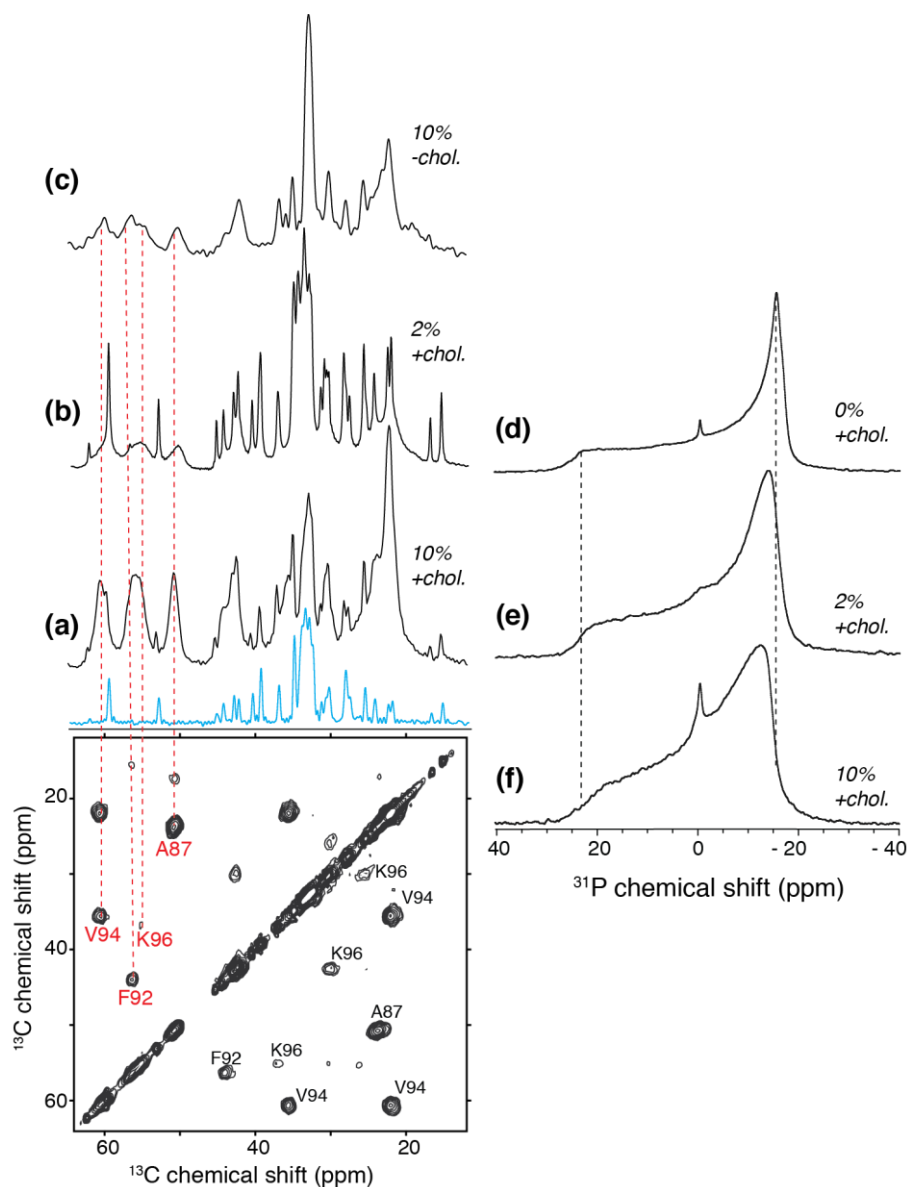 10%
-chol.
(c)
2%
+chol.
(b)
10%
+chol.
(a)
0%
+chol.
(d)
2%
+chol.
(e)
10%
+chol.
(f)
40 20 0 -20 - 40
³¹P chemical shift (ppm)
20
40
60
¹³C chemical shift (ppm)
A87
K96
V94
V94
K96
K96
F92
A87
F92
K96
V94
V94
60 40 20
¹³C chemical shift (ppm)